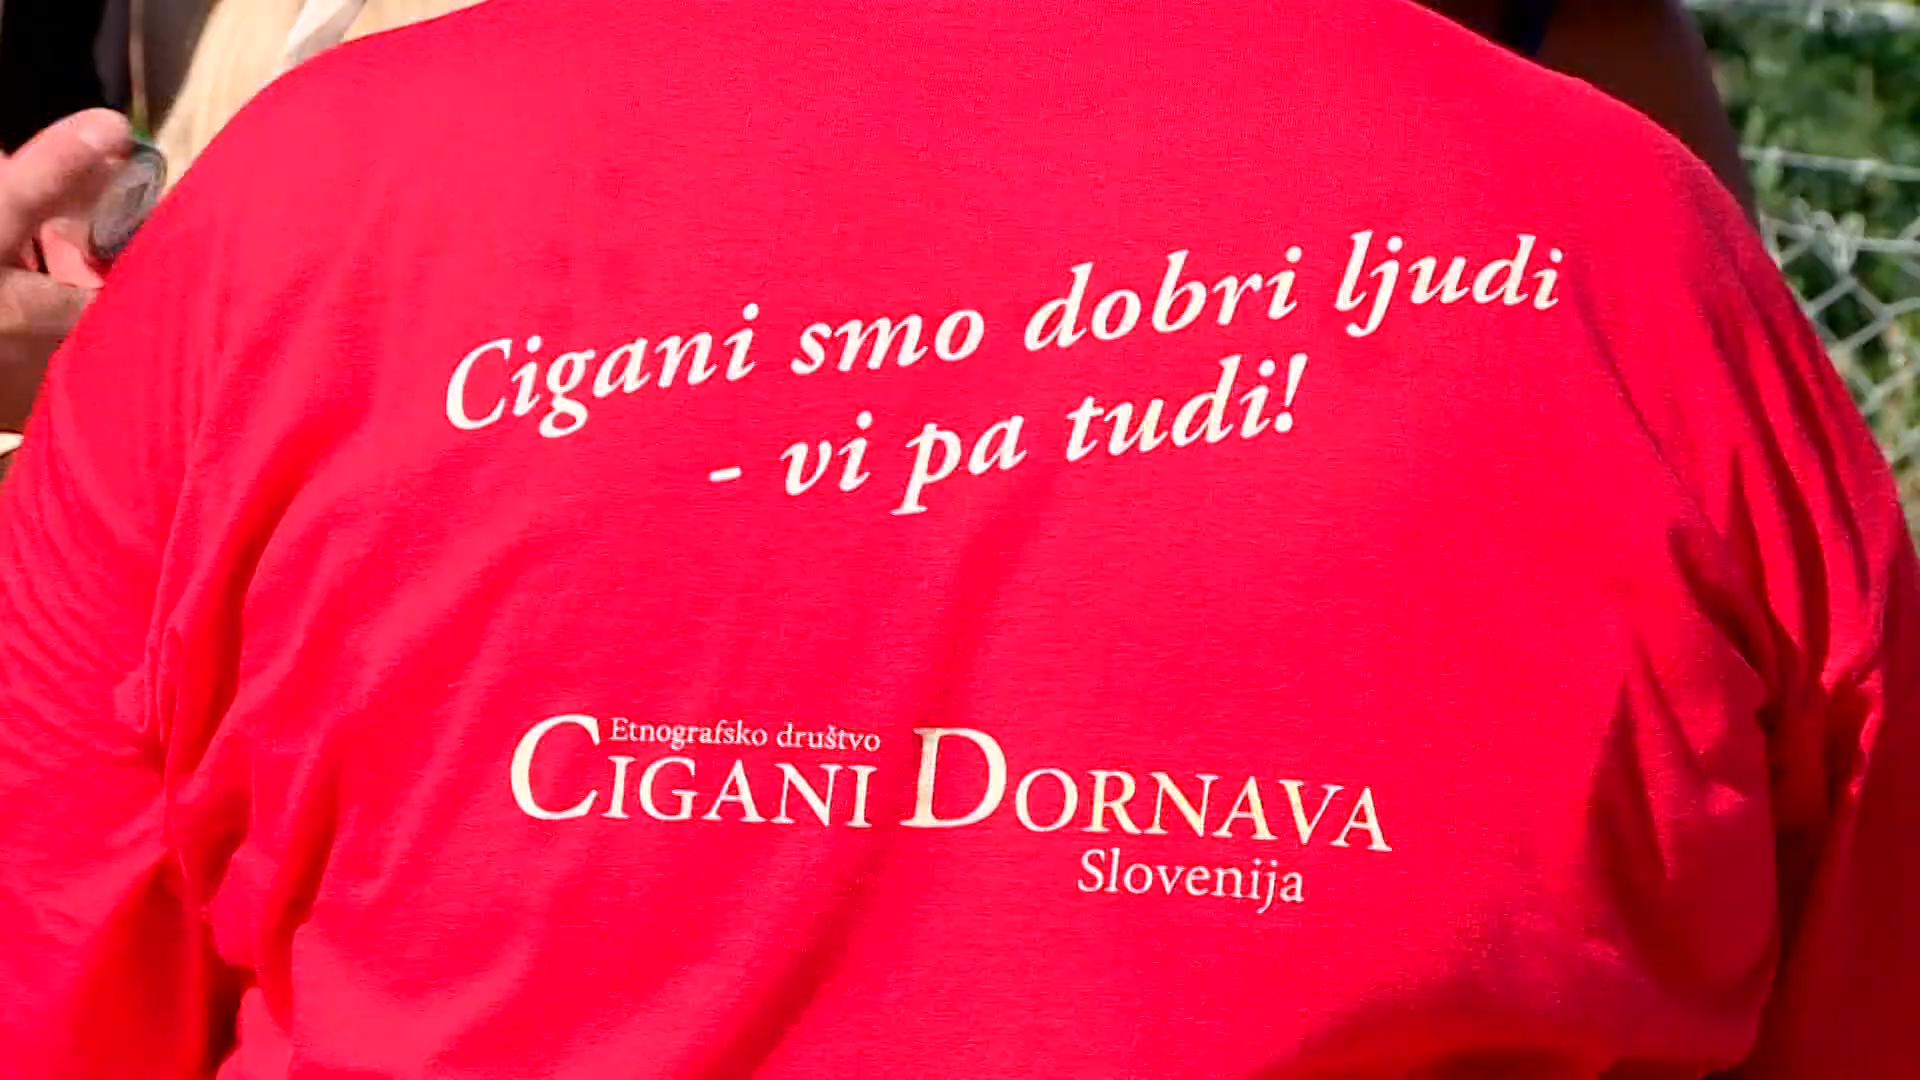 Cigani smo dobri ljudi
- vi pa tudi!
Etnografsko društvo
CIGANI DORNAVA
Slovenija